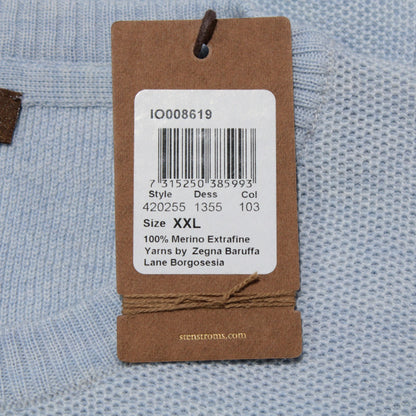 IO008619
7 315250 385993
Style Dess Col
420255 1355 103
Size XXL
100% Merino Extrafine
Yarns by Zegna Baruffa
Lane Borgosesia
stenstroms.com